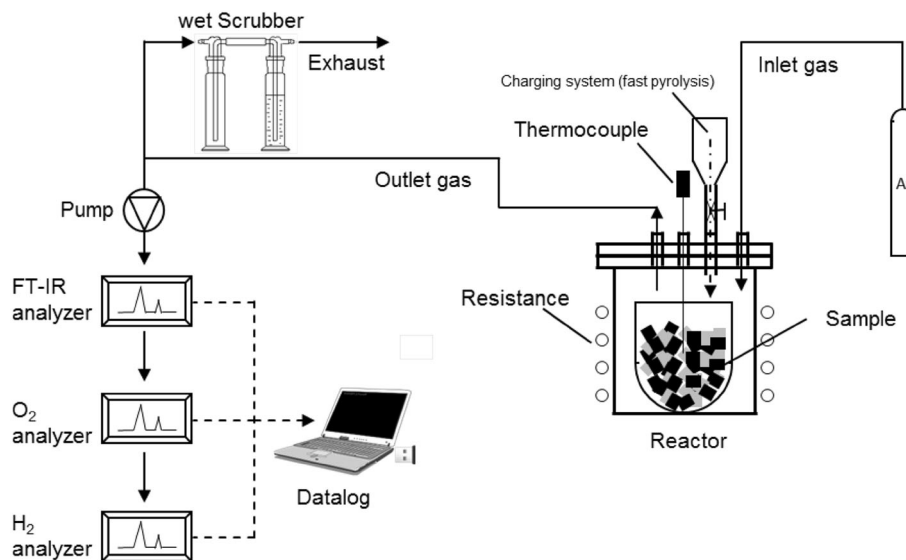 wet Scrubber
Exhaust
Inlet gas
Charging system (fast pyrolysis)
Thermocouple
Outlet gas
A
Pump
FT-IR
analyzer
Resistance
Sample
O₂
analyzer
Reactor
Datalog
H₂
analyzer